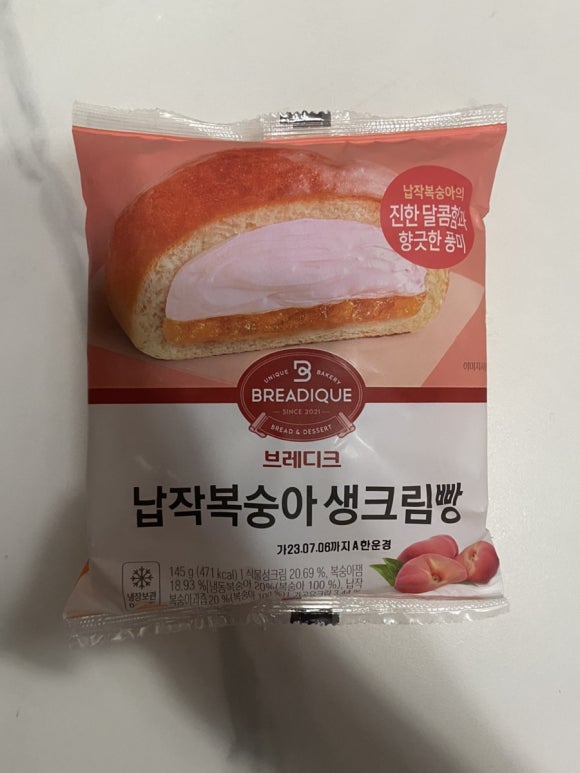 납작복숭아의
진한 달콤함과
향긋한 풍미
UNIQUE BAKERY
BREADIQUE
SINCE 2021
BREAD & DESSERT
브레디크
납작복숭아 생크림빵
가23.07.06까지A한운경
145 g (471 kcal) | 식물성크림 20.69 %, 복숭아잼
18.93 %(냉동복숭아 20%(복숭아 100 %), 납작
냉장보관